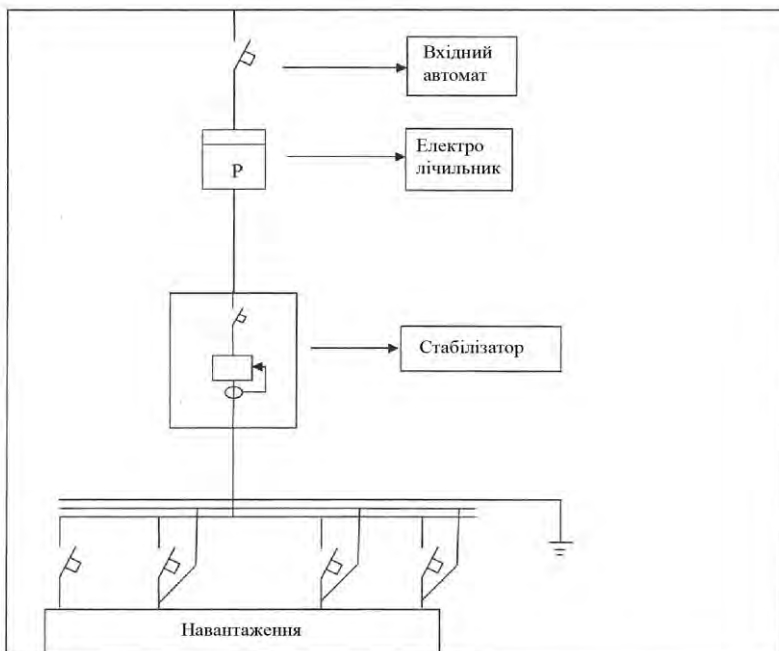 Вхідний
автомат
Електро
лічильник
P
Стабілізатор
Навантаження